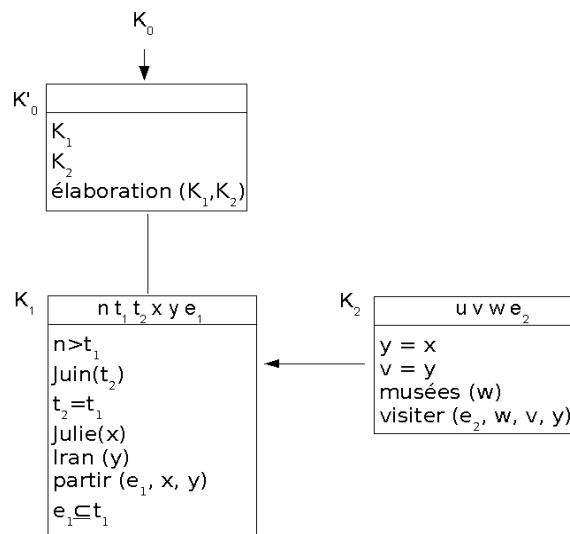 K₀
K'₀
K₁
K₂
élaboration (K₁,K₂)
K₁
n t₁ t₂ x y e₁
n>t₁
Juin(t₂)
t₂=t₁
Julie(x)
Iran (y)
partir (e₁, x, y)
e₁⊆t₁
K₂
u v w e₂
y = x
v = y
musées (w)
visiter (e₂, w, v, y)